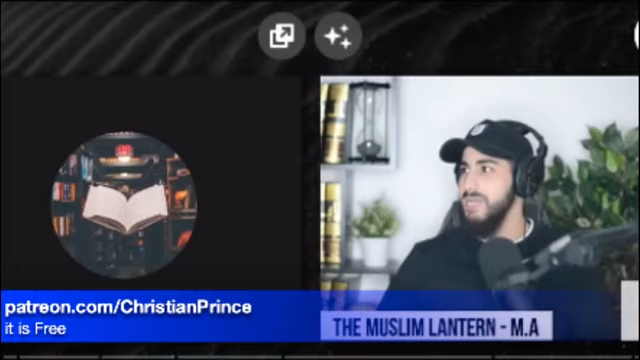 patreon.com/ChristianPrince
it is Free
THE MUSLIM LANTERN - M.A